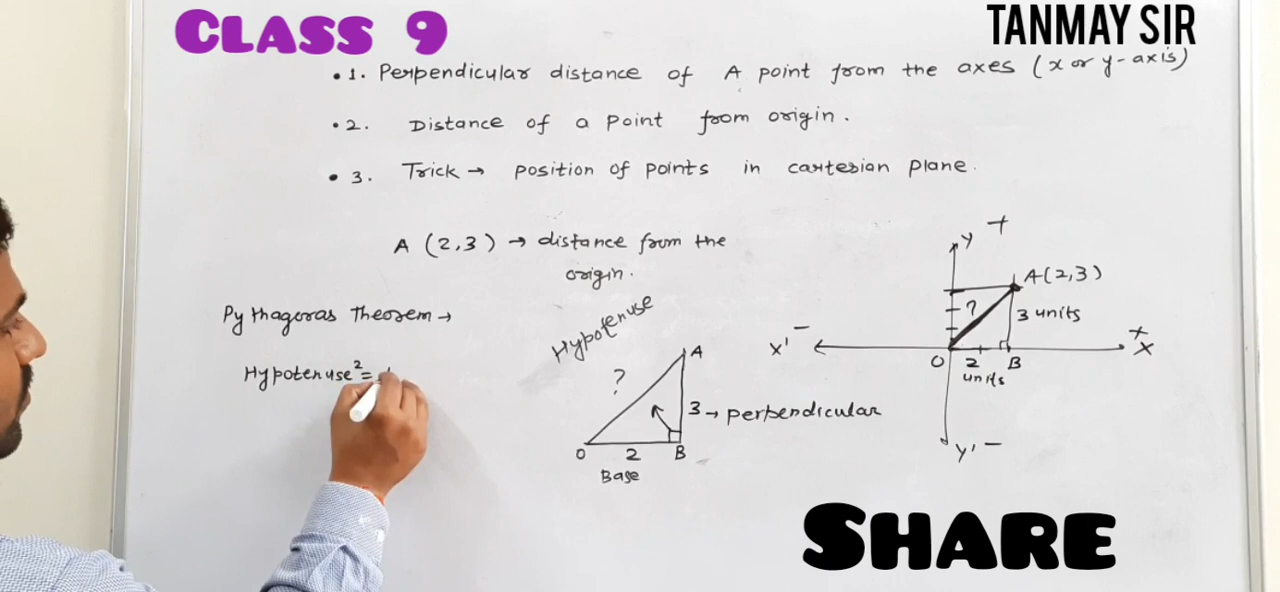 CLASS 9
TANMAY SIR
• 1. Perpendicular distance of A point from the axes (x or y-axis)
• 2. Distance of a point from origin.
• 3. Trick → position of points in cartesian plane.
A (2,3) → distance from the
origin.
Pythagoras Theorem →
Hypotenuse² =
Hypotenuse
?
A
3 → perpendicular
O 2 B
Base
y +
A(2,3)
?
3 units
x' −
+
x
O 2 B
units
y' −
SHARE